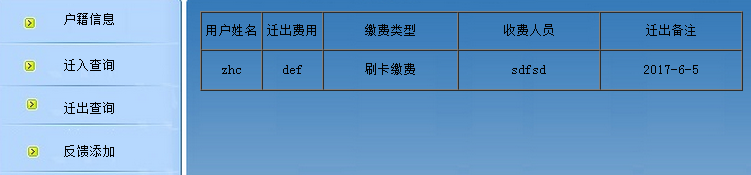 户籍信息
迁入查询
迁出查询
反馈添加
用户姓名 迁出费用 缴费类型 收费人员 迁出备注
zhc def 刷卡缴费 sdfsd 2017-6-5